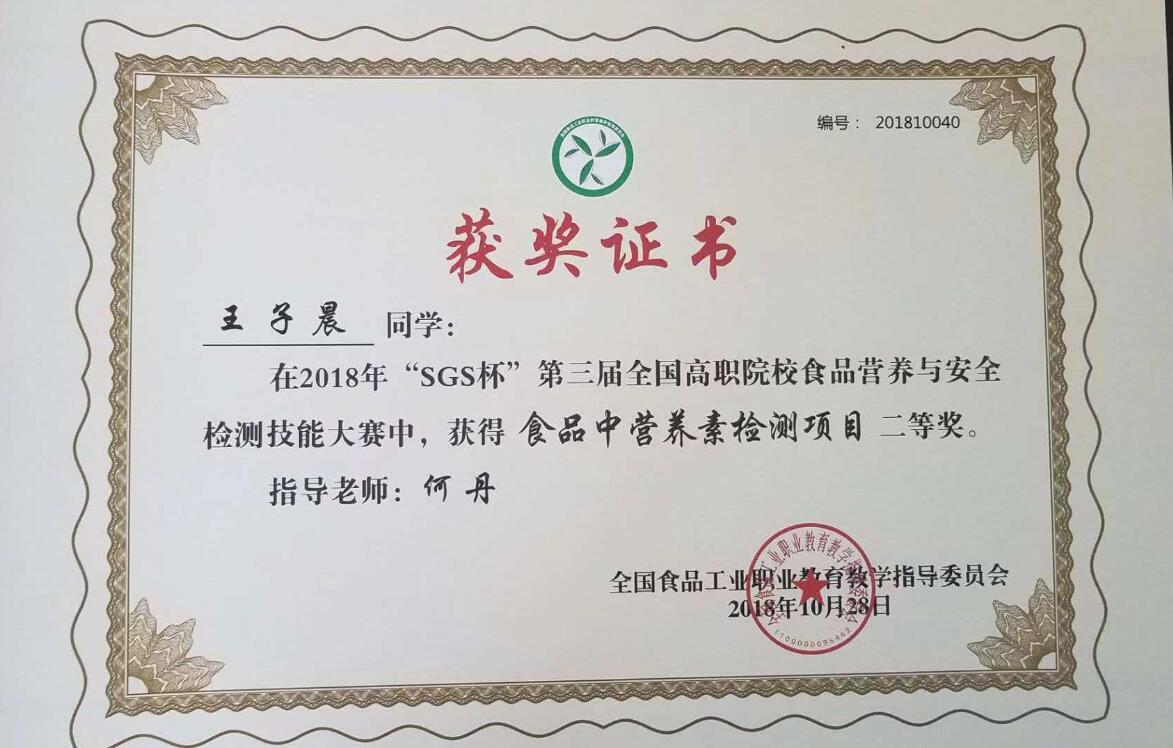 编号： 201810040
获奖证书
王子晨 同学：
在2018年“SGS杯”第三届全国高职院校食品营养与安全
检测技能大赛中，获得 食品中营养素检测项目 二等奖。
指导老师：何丹
全国食品工业职业教育教学指导委员会
2018年10月28日
1100000095462